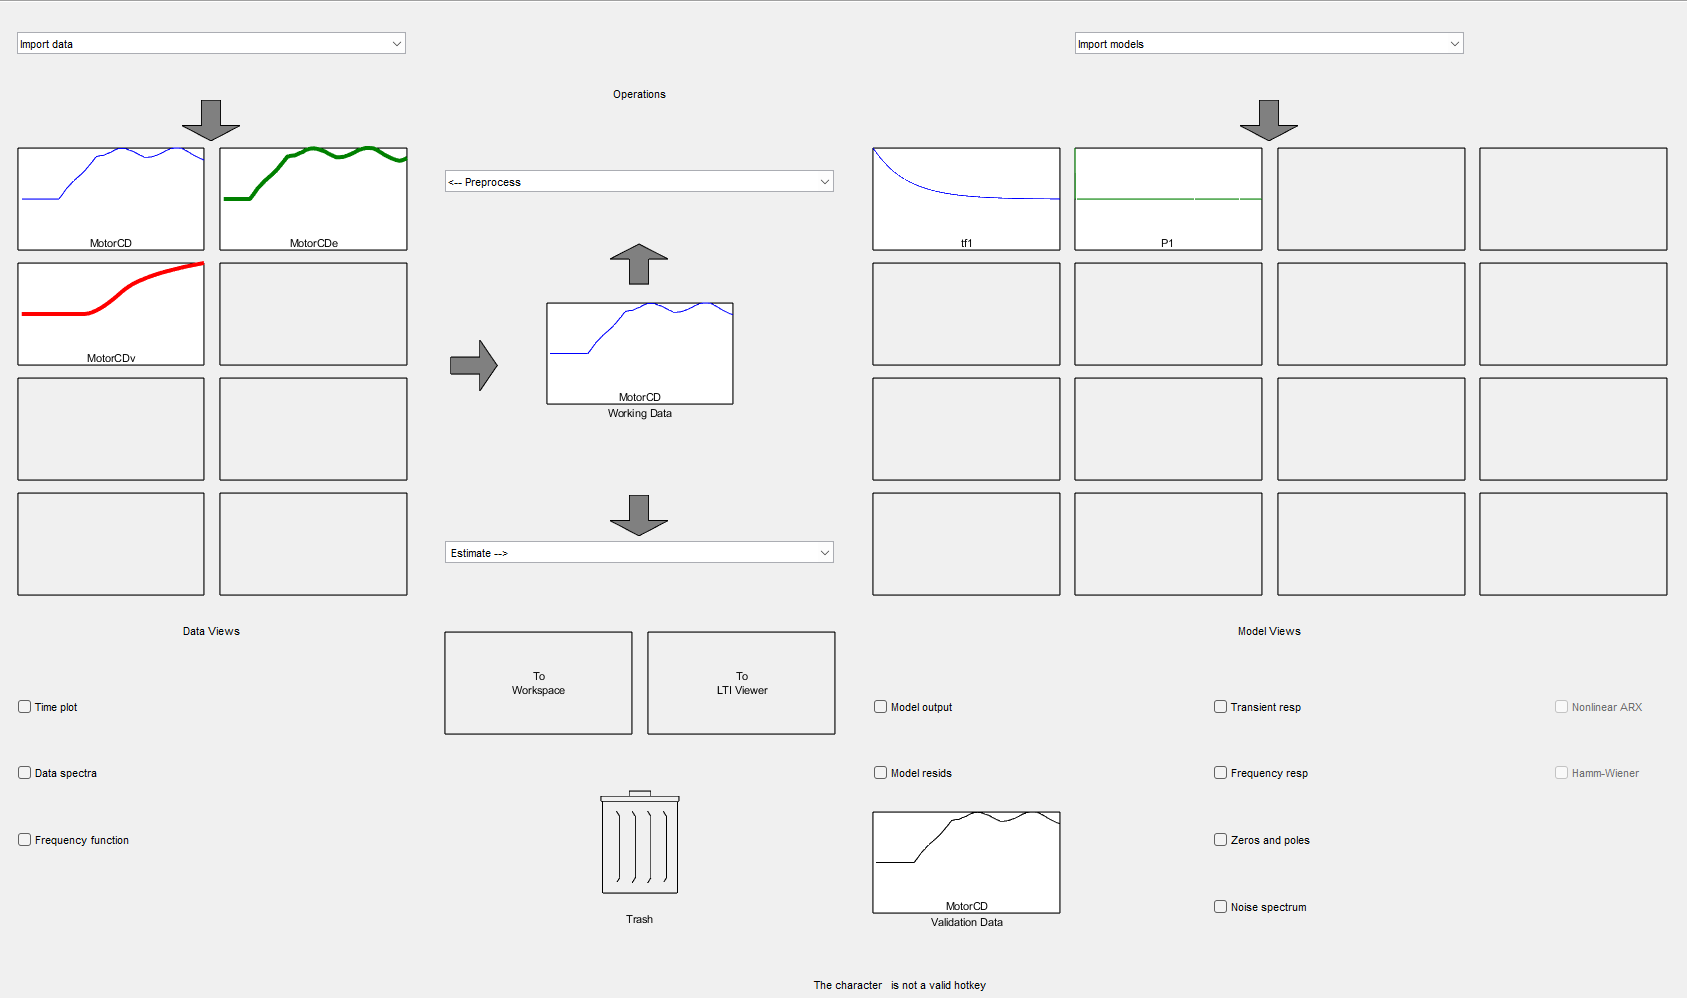 Import data
Import models
Operations
<-- Preprocess
MotorCD
MotorCDe
tf1
P1
MotorCDv
MotorCD
Working Data
Estimate -->
Data Views
Model Views
To
Workspace
To
LTI Viewer
Time plot
Model output
Transient resp
Nonlinear ARX
Data spectra
Model resids
Frequency resp
Hamm-Wiener
Frequency function
Zeros and poles
MotorCD
Validation Data
Noise spectrum
Trash
The character   is not a valid hotkey